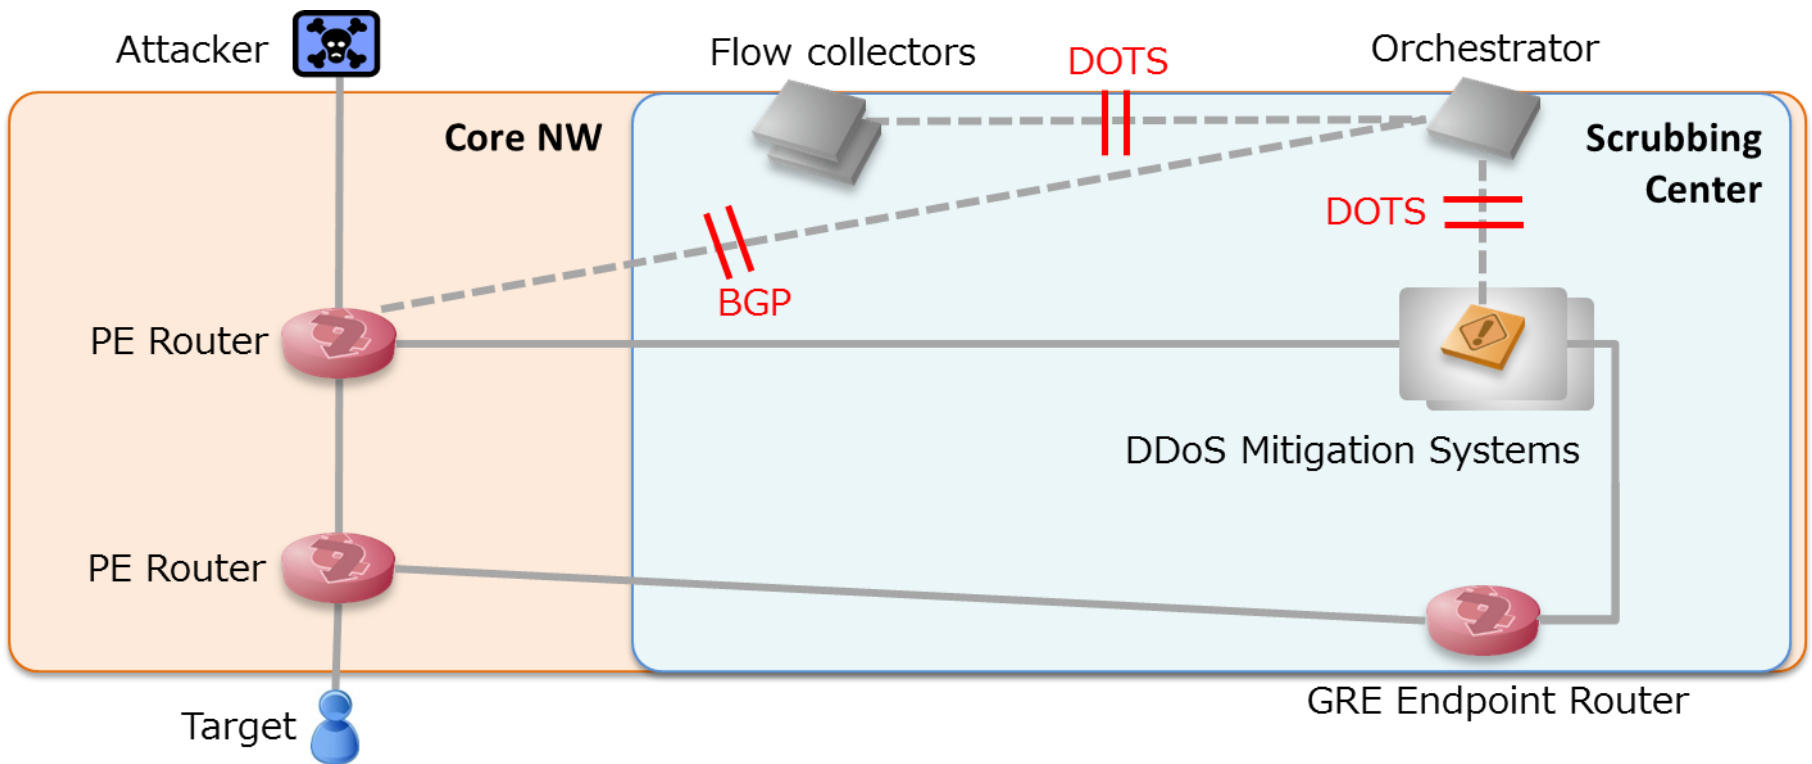 Attacker
Flow collectors
DOTS
Orchestrator
Core NW
Scrubbing
Center
DOTS
BGP
PE Router
DDoS Mitigation Systems
PE Router
GRE Endpoint Router
Target